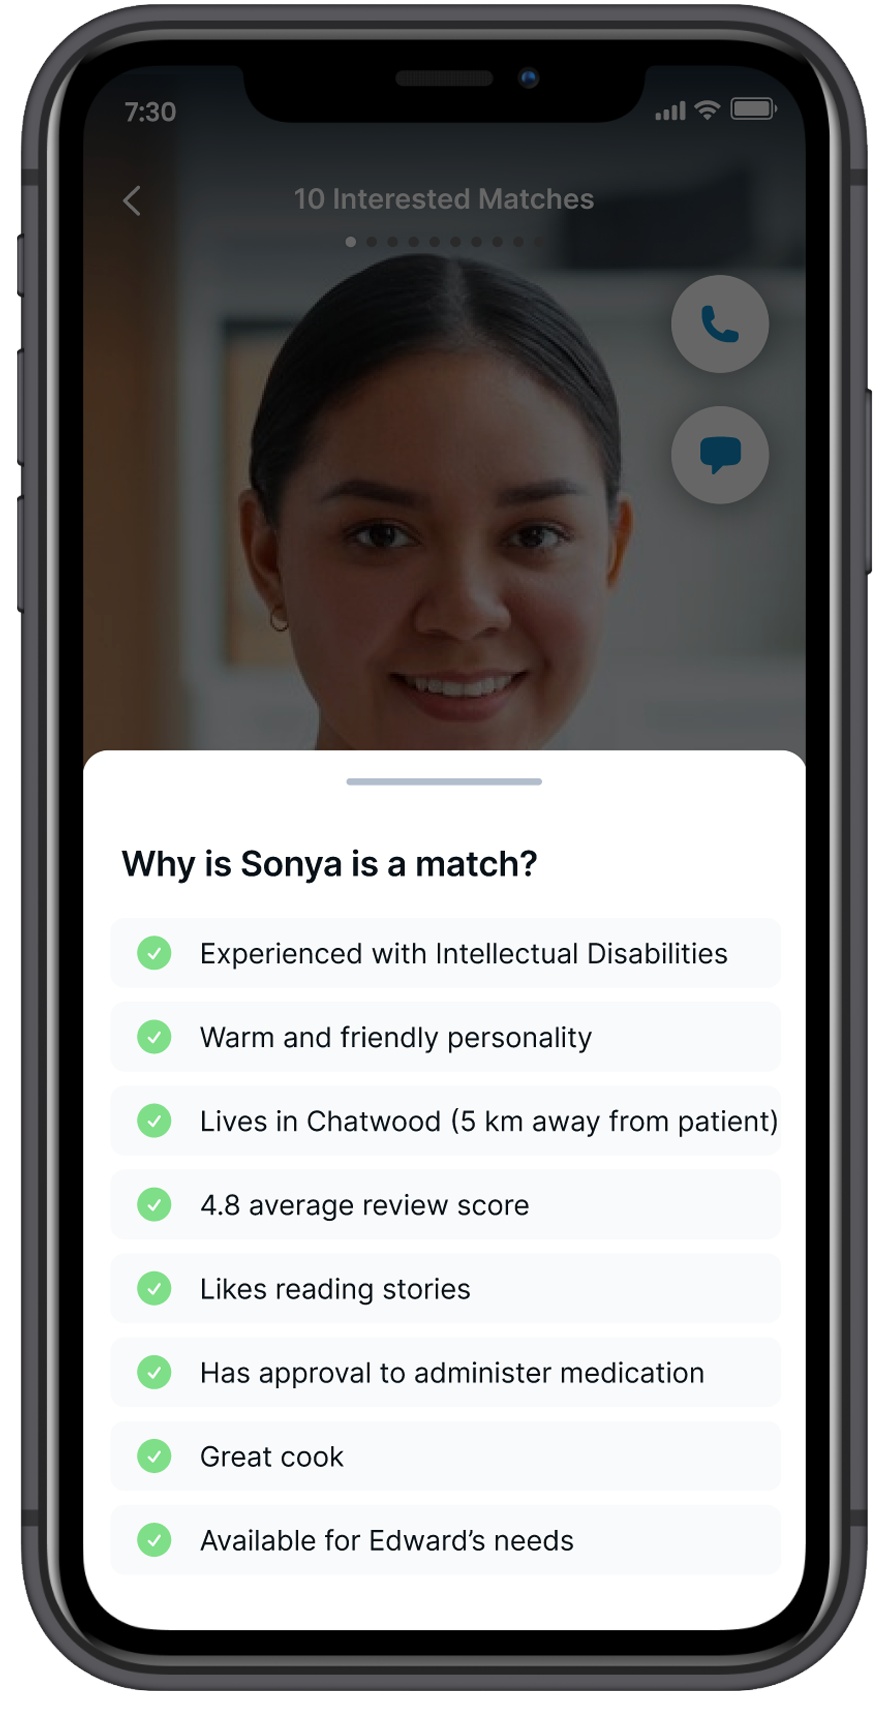 7:30
10 Interested Matches
Why is Sonya is a match?
Experienced with Intellectual Disabilities
Warm and friendly personality
Lives in Chatwood (5 km away from patient)
4.8 average review score
Likes reading stories
Has approval to administer medication
Great cook
Available for Edward’s needs